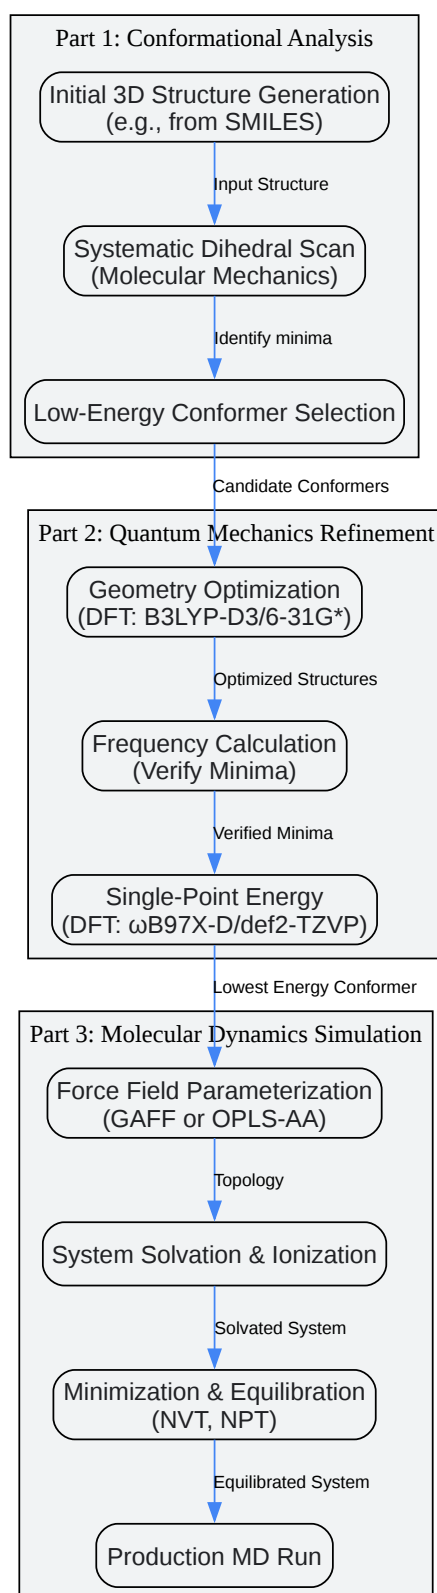 Part 1: Conformational Analysis
Initial 3D Structure Generation
(e.g., from SMILES)
Input Structure
Systematic Dihedral Scan
(Molecular Mechanics)
Identify minima
Low-Energy Conformer Selection
Candidate Conformers
Part 2: Quantum Mechanics Refinement
Geometry Optimization
(DFT: B3LYP-D3/6-31G*)
Optimized Structures
Frequency Calculation
(Verify Minima)
Verified Minima
Single-Point Energy
(DFT: ωB97X-D/def2-TZVP)
Lowest Energy Conformer
Part 3: Molecular Dynamics Simulation
Force Field Parameterization
(GAFF or OPLS-AA)
Topology
System Solvation & Ionization
Solvated System
Minimization & Equilibration
(NVT, NPT)
Equilibrated System
Production MD Run